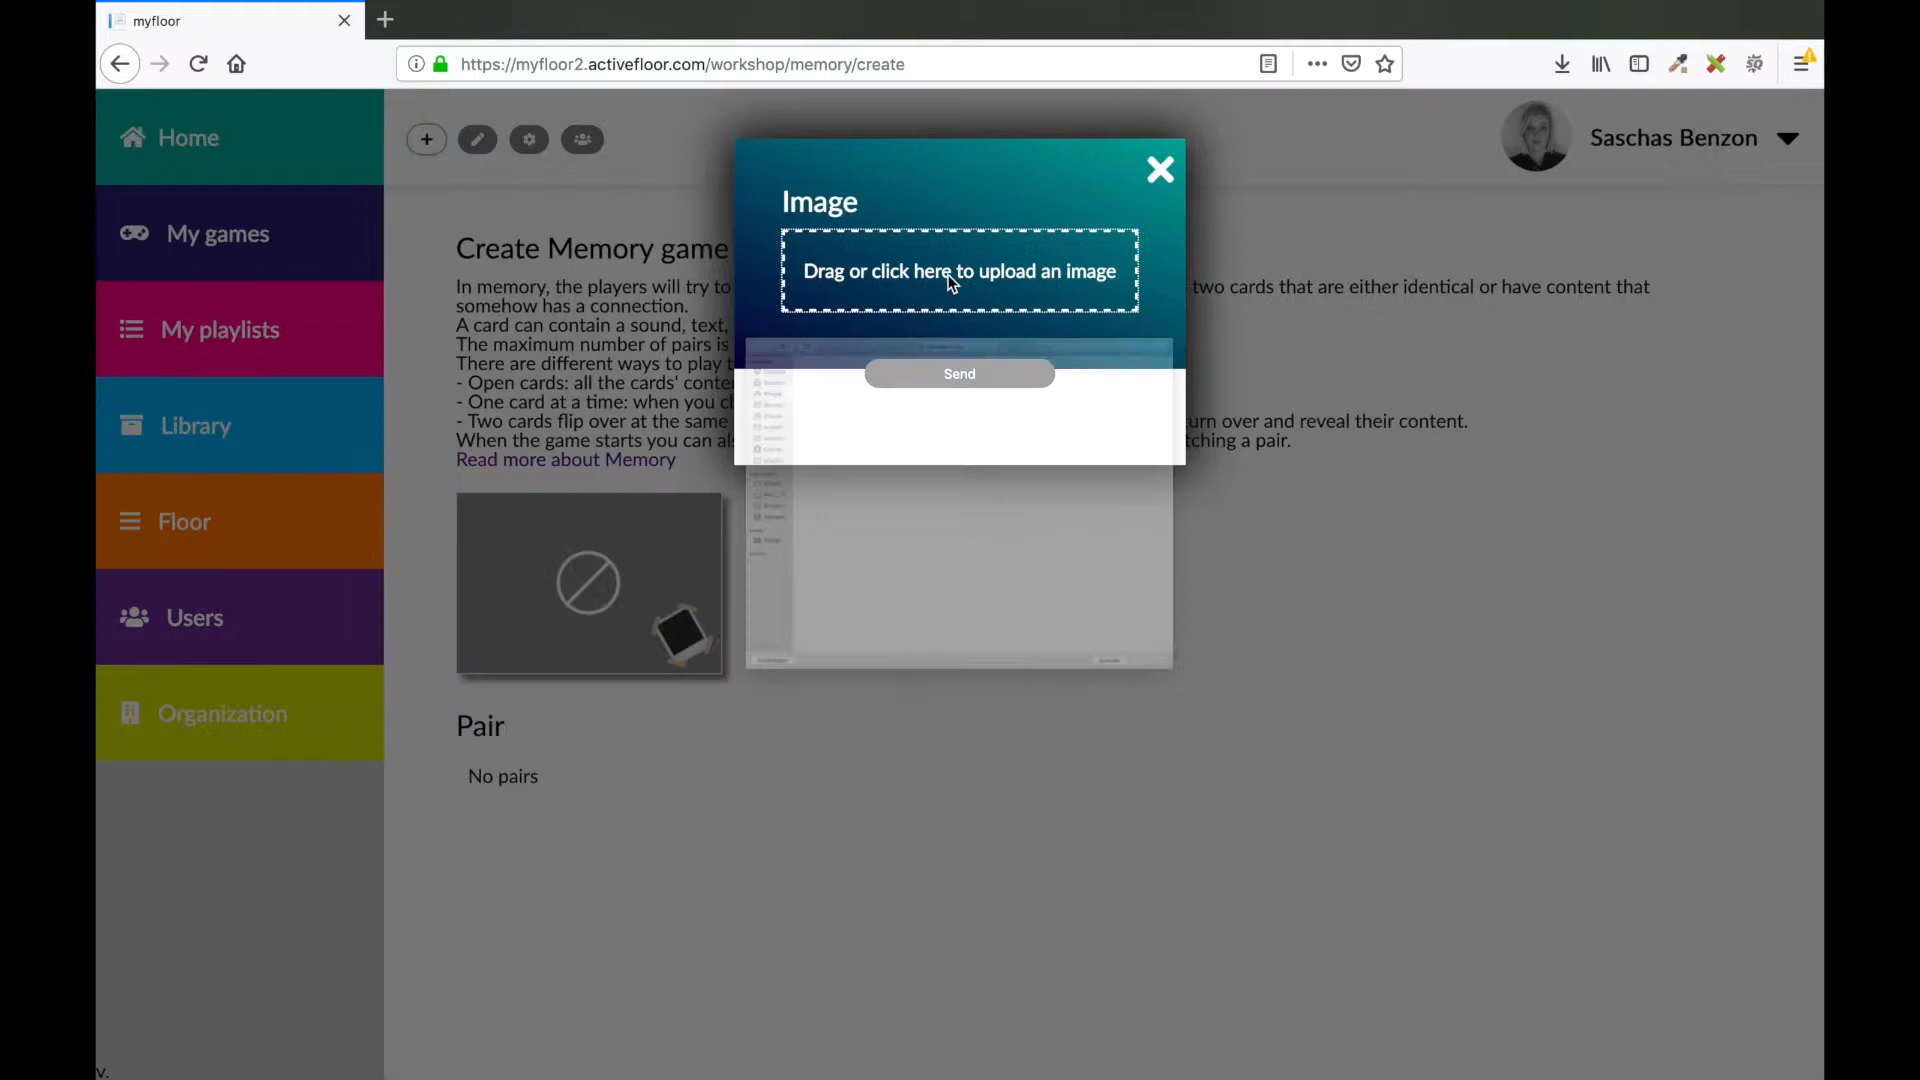 myfloor
https://myfloor2.activefloor.com/workshop/memory/create
Home
My games
My playlists
Library
Floor
Users
Organization
Saschas Benzon
Image
Drag or click here to upload an image
Send
Create Memory game
In memory, the players will try to two cards that are either identical or have content that
somehow has a connection.
A card can contain a sound, text,
The maximum number of pairs is
There are different ways to play
- Open cards: all the cards'
- One card at a time: when you
- Two cards flip over at the same over and reveal their content.
When the game starts you can a pair.
Read more about Memory
Pair
No pairs
v.